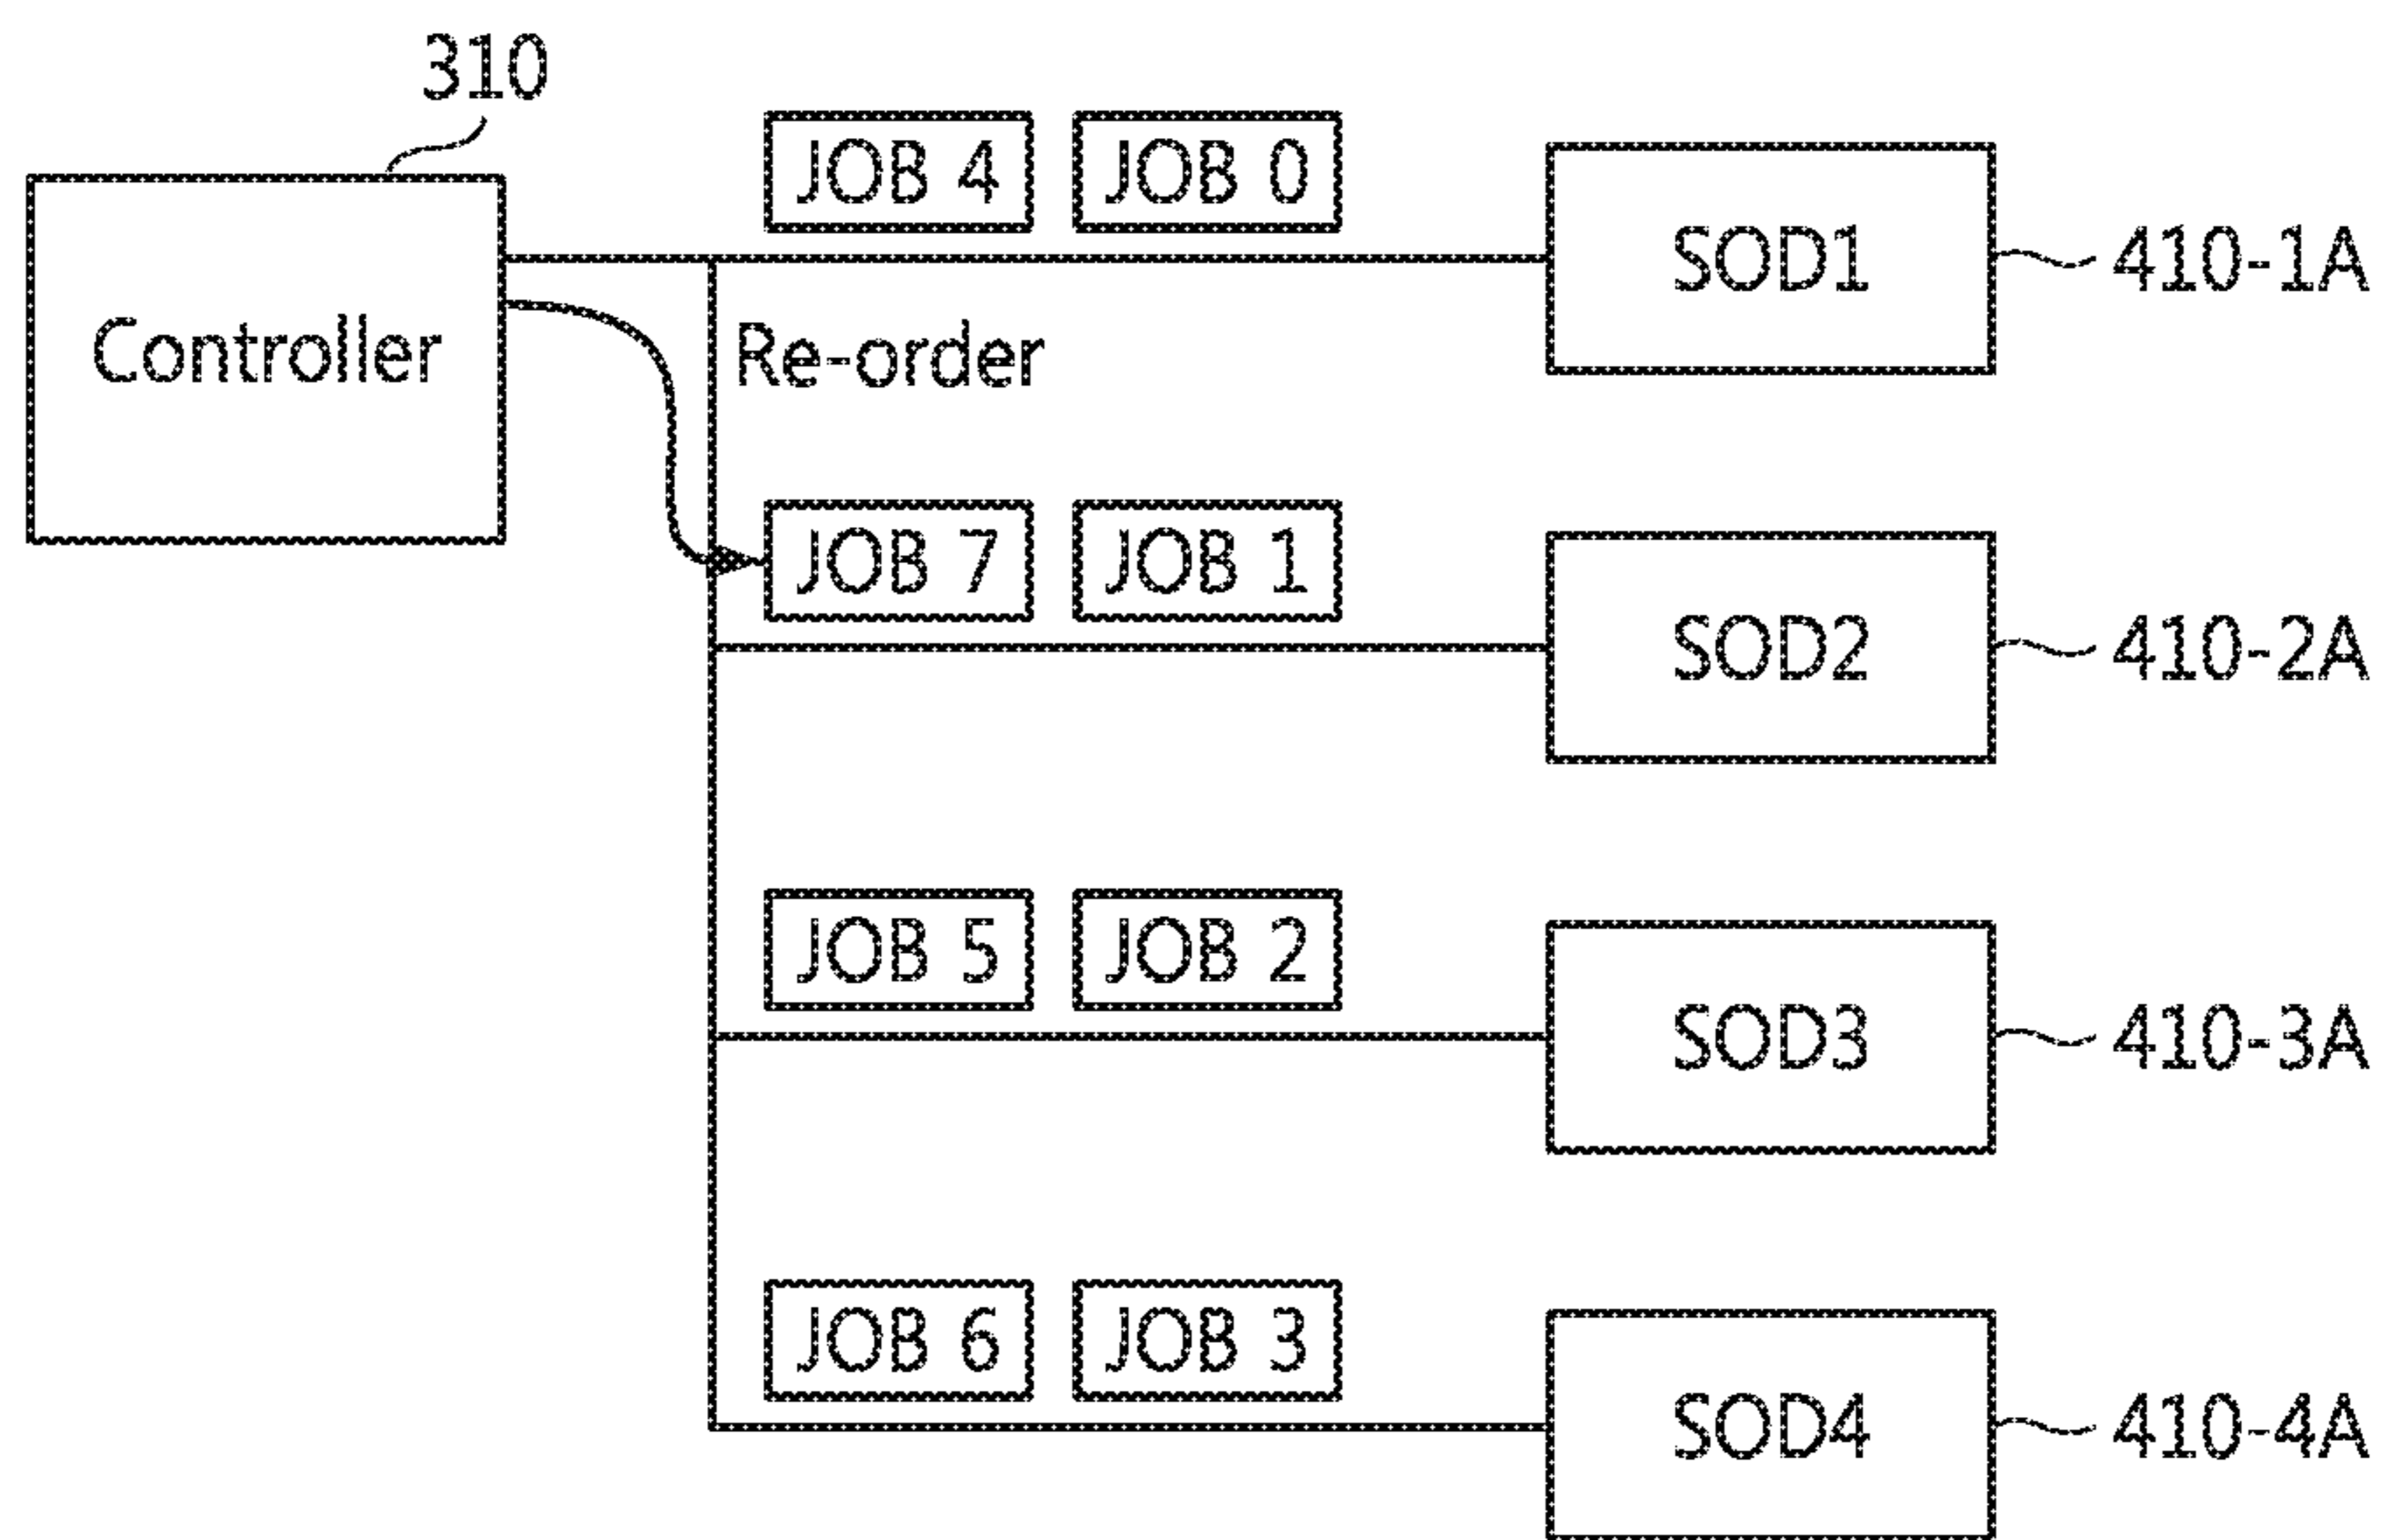 310
JOB 4 JOB 0
Controller
SOD1
410-1A
Re-order
JOB 7 JOB 1
SOD2
410-2A
JOB 5 JOB 2
SOD3
410-3A
JOB 6 JOB 3
SOD4
410-4A